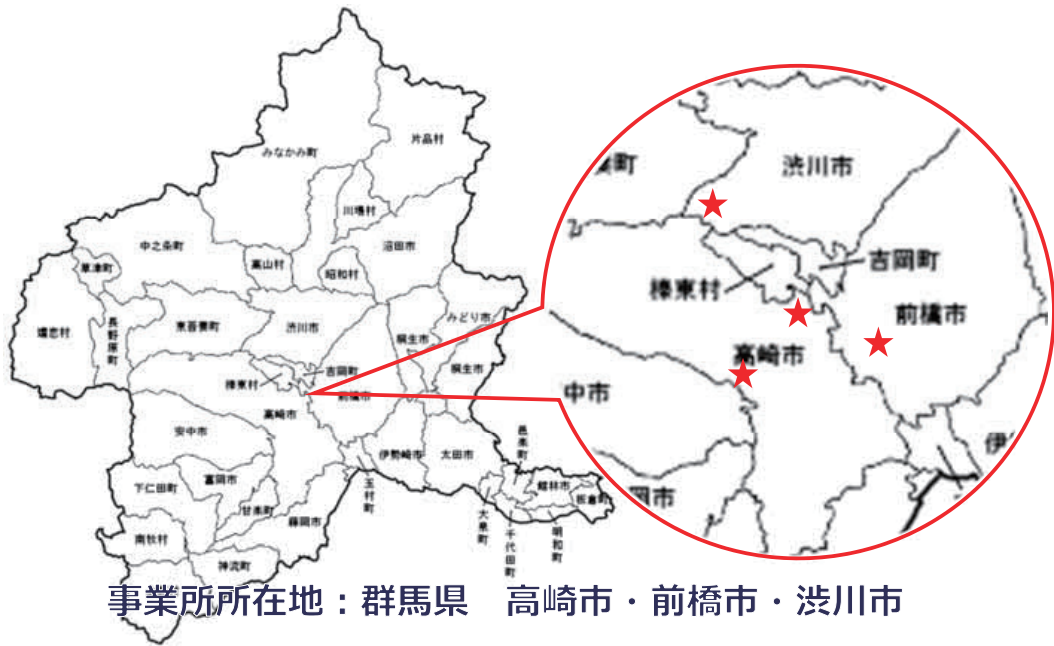 みなかみ町
片品村
川場村
中之条町
沼田市
草津町
高山村
昭和村
嬬恋村
長野原町
東吾妻町
渋川市
みどり市
桐生市
桐生市
吉岡町
榛東村
前橋市
高崎市
安中市
伊勢崎市
太田市
邑楽町
玉村町
館林市
板倉町
下仁田町
富岡市
甘楽町
藤岡市
大泉町
千代田町
明和町
南牧村
神流町
町
渋川市
吉岡町
榛東村
前橋市
高崎市
中市
岡市
事業所所在地：群馬県　高崎市・前橋市・渋川市